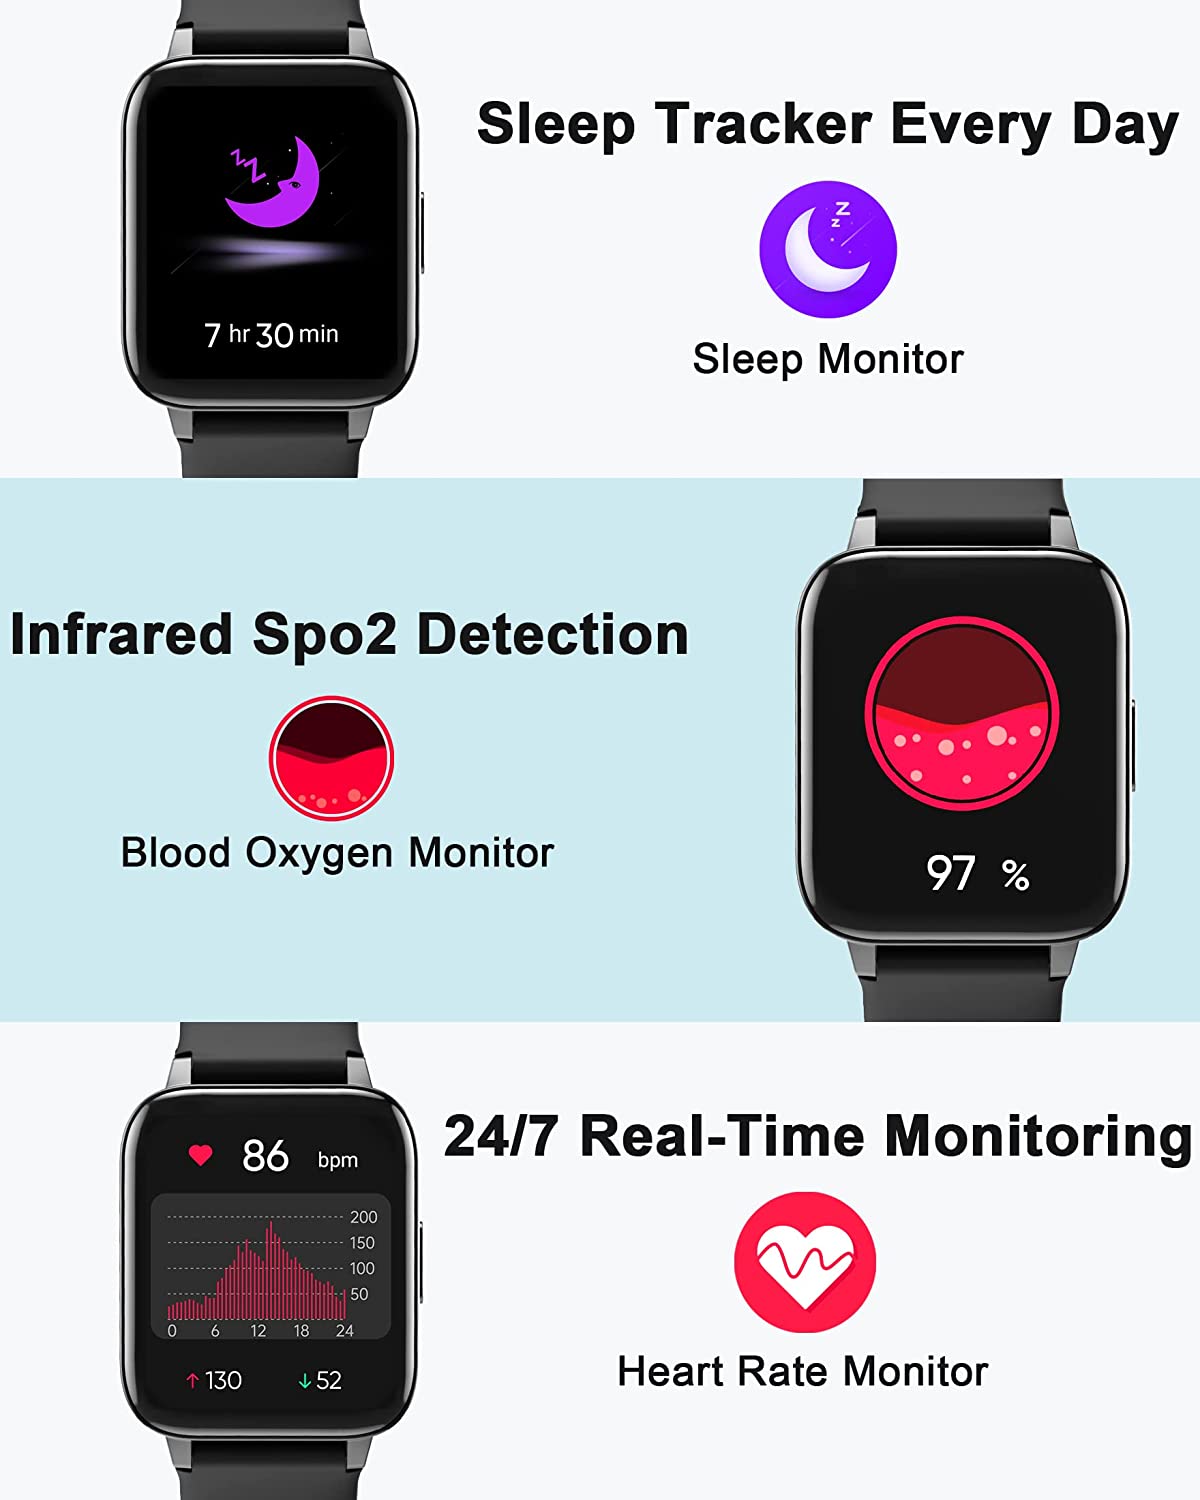 Sleep Tracker Every Day
z z Z
Z
z
Sleep Monitor
7 hr 30 min
Infrared Spo2 Detection
Blood Oxygen Monitor
97 %
24/7 Real-Time Monitoring
Heart Rate Monitor
86 bpm
200
150
100
50
0 6 12 18 24
↑130 ↓52